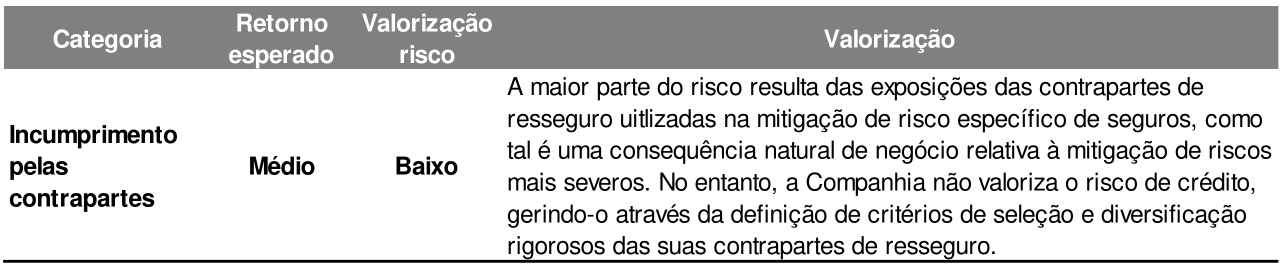 Categoria
Retorno
esperado
Valorização
risco
Valorização
Incumprimento
pelas
contrapartes
Médio
Baixo
A maior parte do risco resulta das exposições das contrapartes de
resseguro uitlizadas na mitigação de risco específico de seguros, como
tal é uma consequência natural de negócio relativa à mitigação de riscos
mais severos. No entanto, a Companhia não valoriza o risco de crédito,
gerindo-o através da definição de critérios de seleção e diversificação
rigorosos das suas contrapartes de resseguro.